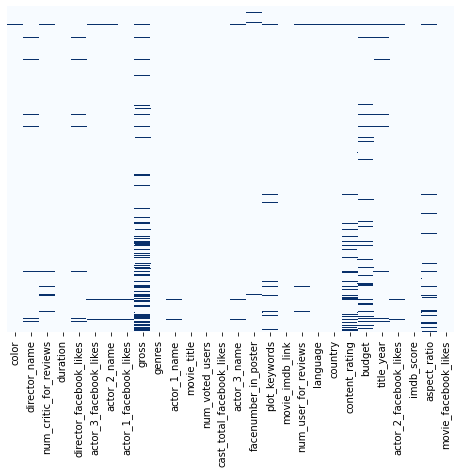 color
director_name
num_critic_for_reviews
duration
director_facebook_likes
actor_3_facebook_likes
actor_2_name
actor_1_facebook_likes
gross
genres
actor_1_name
movie_title
num_voted_users
cast_total_facebook_likes
actor_3_name
facenumber_in_poster
plot_keywords
movie_imdb_link
num_user_for_reviews
language
country
content_rating
budget
title_year
actor_2_facebook_likes
imdb_score
aspect_ratio
movie_facebook_likes